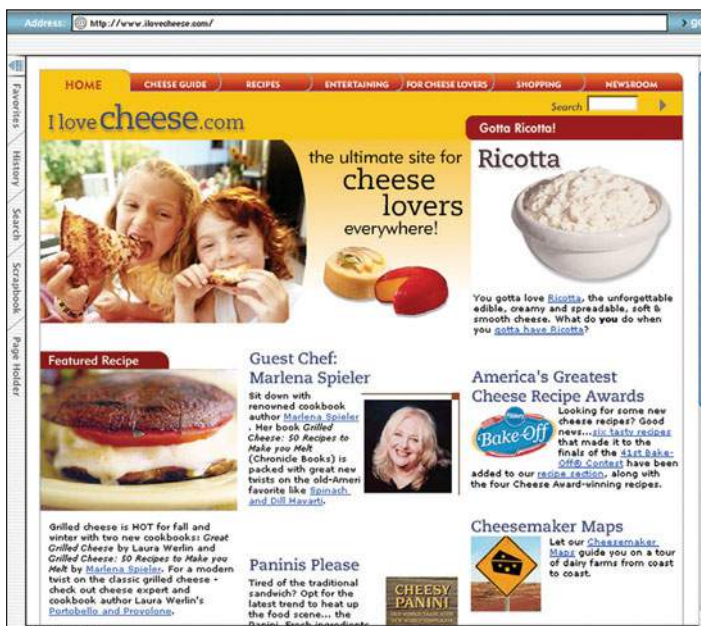 Address: http://www.ilovecheese.com/
Favorites
History
Search
Scrapbook
Page Holder
HOME
CHEESE GUIDE
RECIPES
ENTERTAINING
FOR CHEESE LOVERS
SHOPPING
NEWSROOM
Search
I love cheese.com
the ultimate site for
cheese
lovers
everywhere!
Gotta Ricotta!
Ricotta
You gotta love Ricotta, the unforgettable
edible, creamy and spreadable, soft &
smooth cheese. What do you do when
you gotta have Ricotta?
Featured Recipe
Grilled cheese is HOT for fall and
winter with two new cookbooks: Great
Grilled Cheese by Laura Werlin and
Grilled Cheese: 50 Recipes to Make you
Melt by Marlena Spieler. For a modern
twist on the classic grilled cheese -
check out cheese expert and
cookbook author Laura Werlin's
Portobello and Provolone.
Guest Chef:
Marlena Spieler
Sit down with
renowned cookbook
author Marlena Spieler
. Her book Grilled
Cheese: 50 Recipes to
Make you Melt
(Chronicle Books) is
packed with great new
twists on the old-Ameri
favorite like Spinach
and Dill Havarti.
Paninis Please
Tired of the traditional
sandwich? Opt for the
latest trend to heat up
the food scene... the
Panini. Fresh ingredients
CHEESY
PANINI
America's Greatest
Cheese Recipe Awards
Pillsbury
Bake-Off
Looking for some new
cheese recipes? Good
news...six tasty recipes
that made it to the
finals of the 41st Bake-
Off® Contest have been
added to our recipe section, along with
the four Cheese Award-winning recipes.
Cheesemaker Maps
Let our Cheesemaker
Maps guide you on a tour
of dairy farms from coast
to coast.